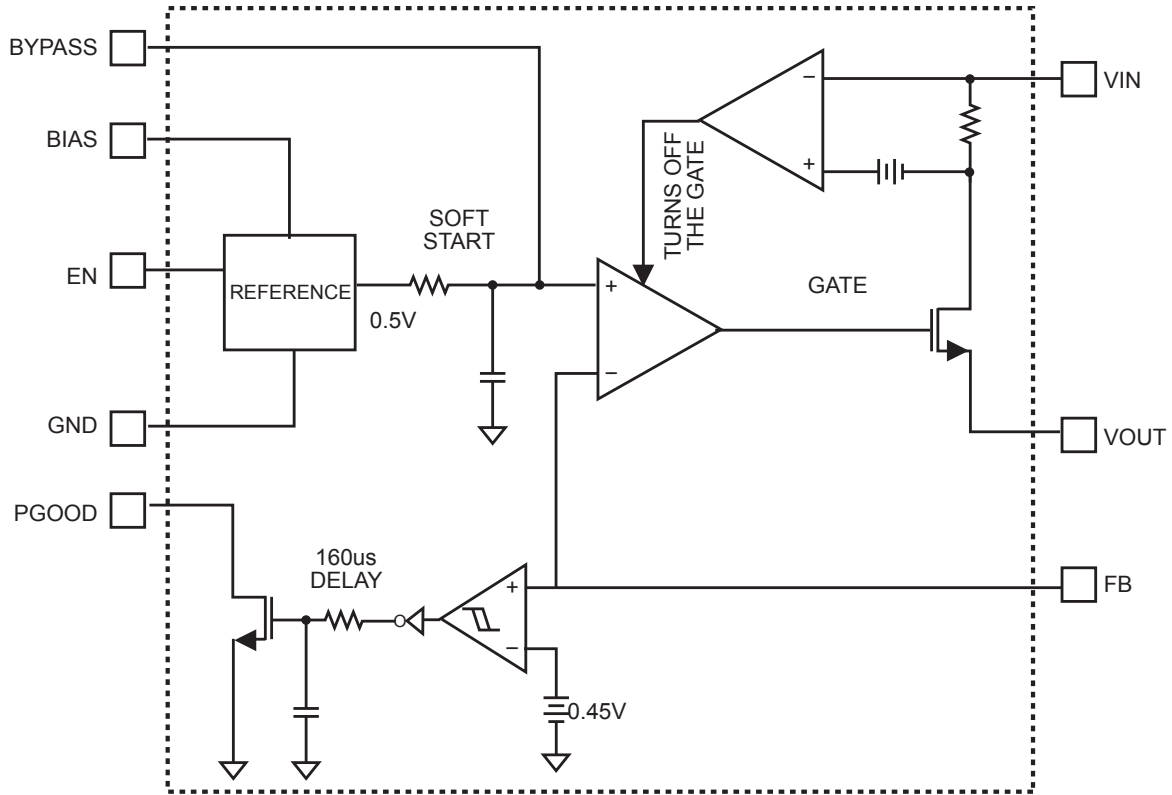 BYPASS
BIAS
EN
GND
PGOOD
VIN
VOUT
FB
REFERENCE
SOFT
START
0.5V
+
−
−
+
TURNS OFF
THE GATE
GATE
160us
DELAY
+
−
0.45V